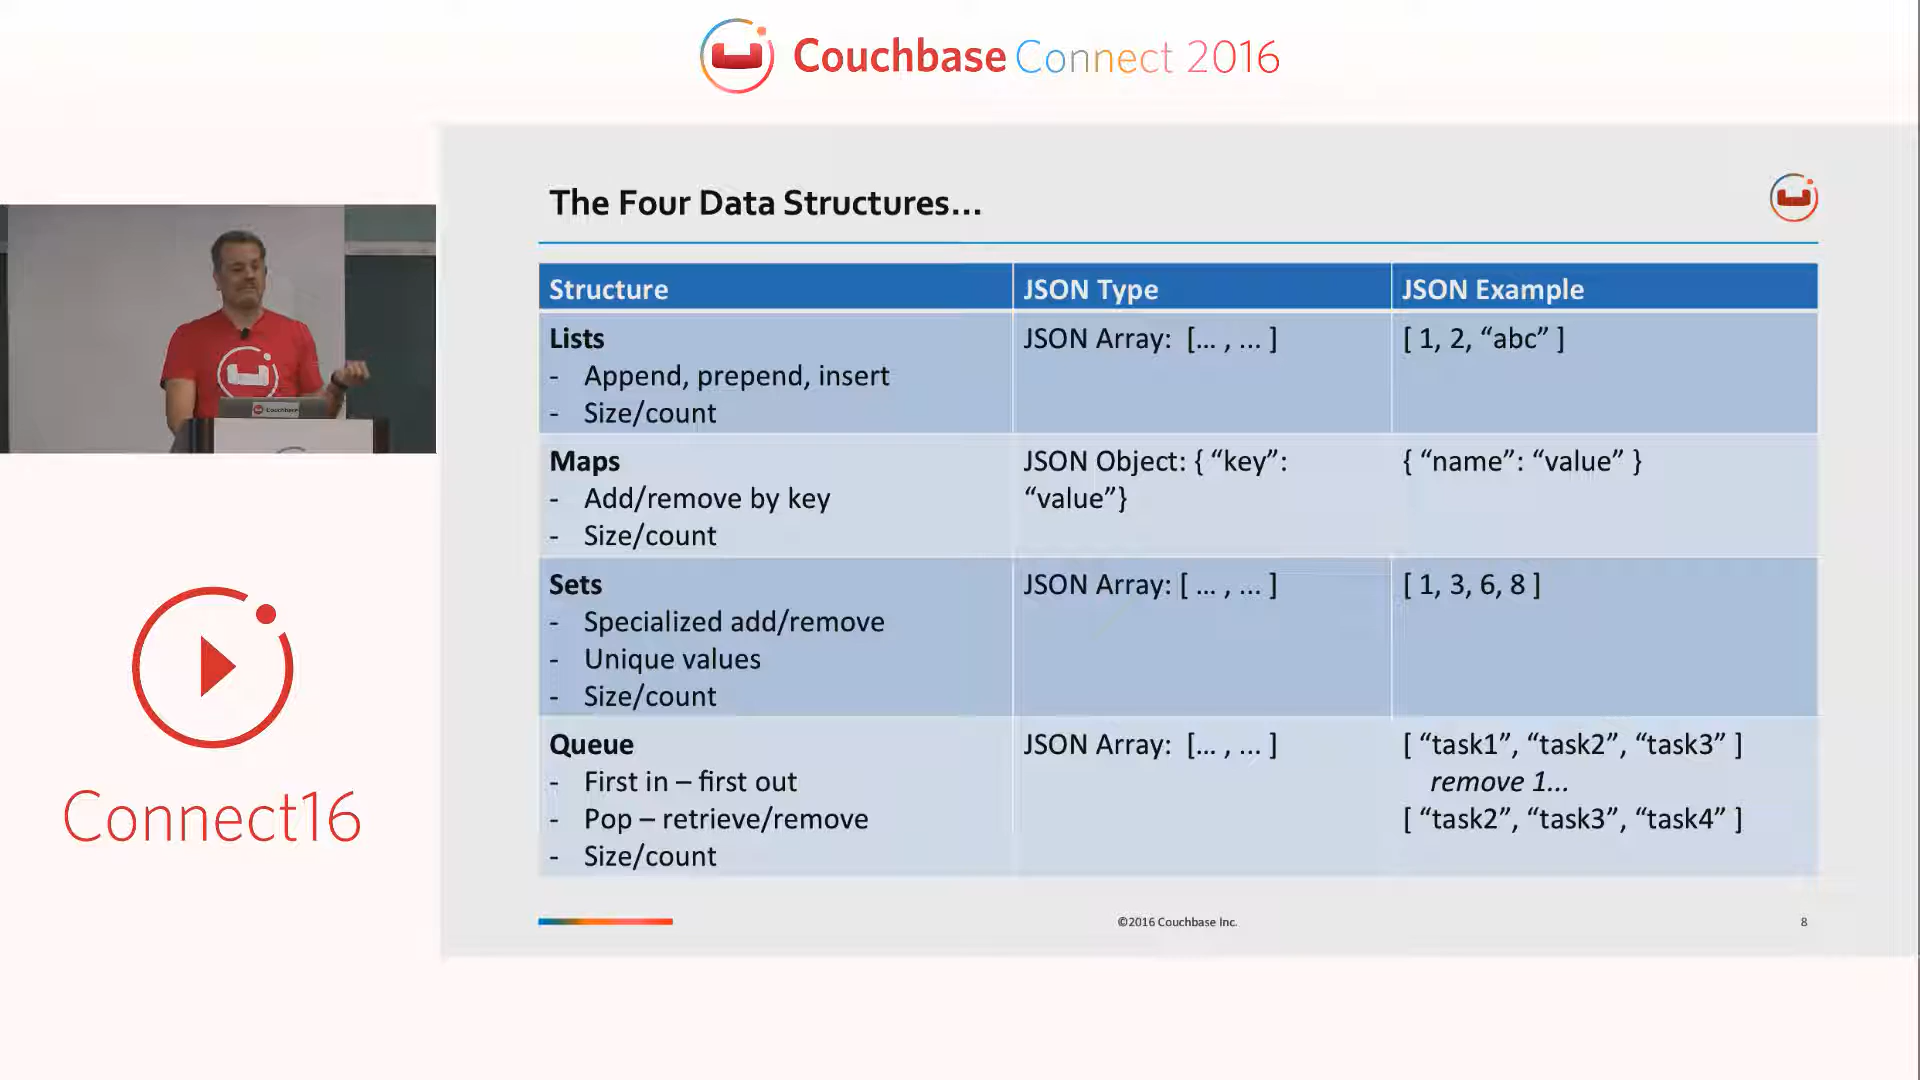 Couchbase Connect 2016
The Four Data Structures...
Structure
JSON Type
JSON Example
Lists
- Append, prepend, insert
- Size/count
JSON Array: [... , ... ]
[ 1, 2, “abc” ]
Maps
- Add/remove by key
- Size/count
JSON Object: { “key”:
“value”}
{ “name”: “value” }
Sets
- Specialized add/remove
- Unique values
- Size/count
JSON Array: [ ... , ... ]
[ 1, 3, 6, 8 ]
Queue
- First in – first out
- Pop – retrieve/remove
- Size/count
JSON Array: [... , ... ]
[ “task1”, “task2”, “task3” ]
remove 1...
[ “task2”, “task3”, “task4” ]
©2016 Couchbase Inc.
8
Couchbase
Connect16